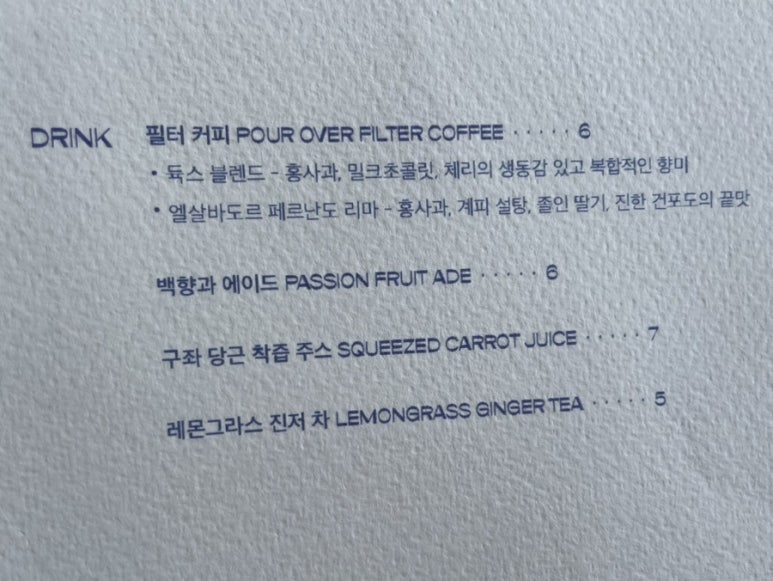 DRINK 필터 커피 POUR OVER FILTER COFFEE ····· 6
• 듁스 블렌드 - 홍사과, 밀크초콜릿, 체리의 생동감 있고 복합적인 향미
• 엘살바도르 페르난도 리마 - 홍사과, 계피 설탕, 졸인 딸기, 진한 건포도의 끝맛
백향과 에이드 PASSION FRUIT ADE ····· 6
구좌 당근 착즙 주스 SQUEEZED CARROT JUICE ····· 7
레몬그라스 진저 차 LEMONGRASS GINGER TEA ····· 5